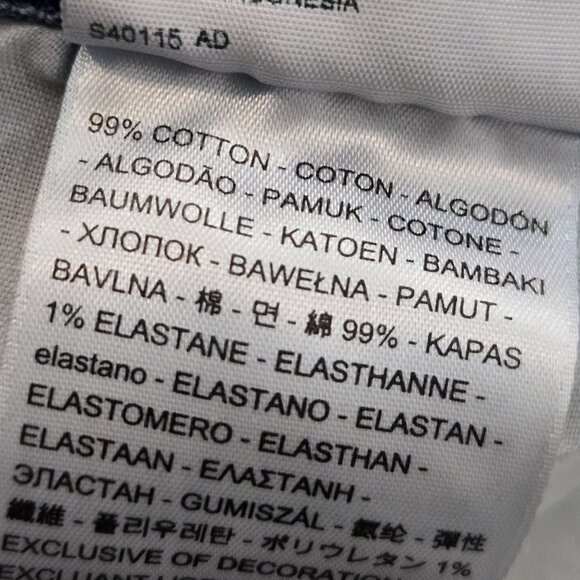 S40115 AD
99% COTTON - COTON - ALGODÓN
- ALGODÃO - PAMUK - COTONE -
BAUMWOLLE - KATOEN - BAMBAKI
- ХЛОПОК - BAWEŁNA - PAMUT -
BAVLNA - 棉 - 면 - 綿 99% - KAPAS
1% ELASTANE - ELASTHANNE -
elastano - ELASTANO - ELASTAN -
ELASTOMERO - ELASTHAN -
ELASTAAN - ΕΛΑΣΤΑΝΗ -
ЭЛАСТАН - GUMISZÁL - 氨纶 - 彈性
纖維 - 폴리우레탄 - ポリウレタン 1%
EXCLUSIVE OF DECORATION